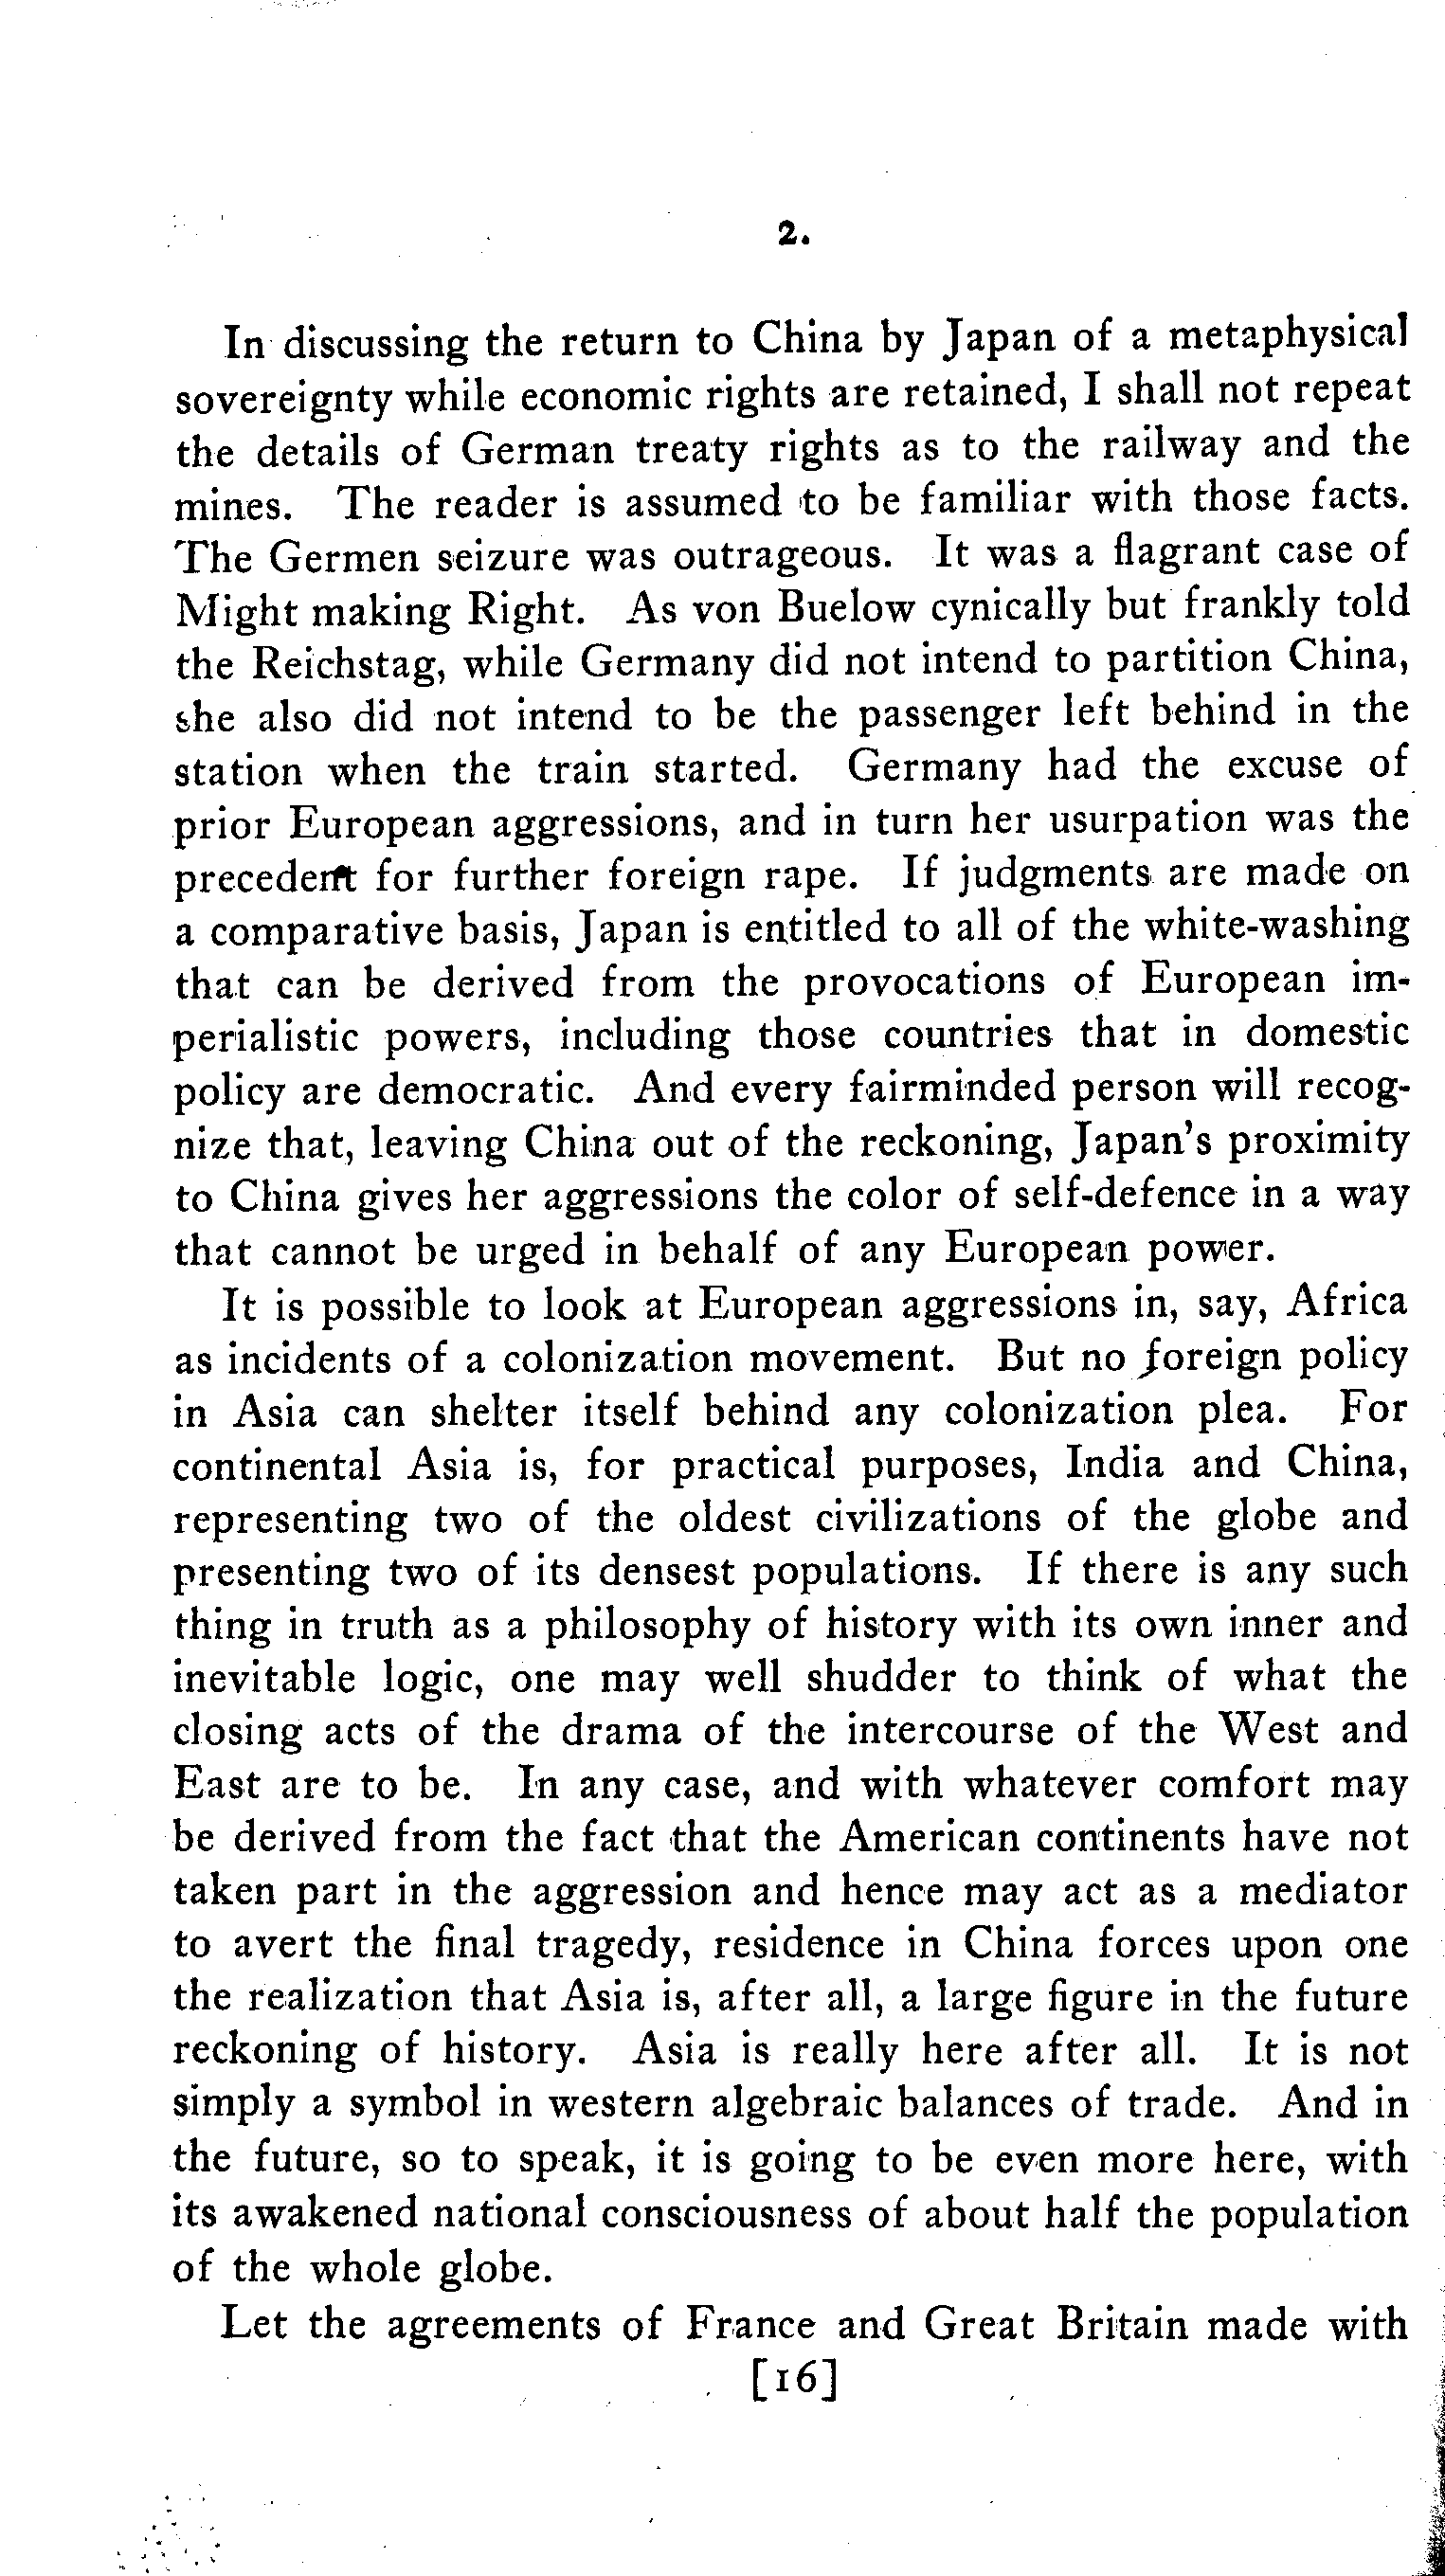 2.
In discussing the return to China by Japan of a metaphysical
sovereignty while economic rights are retained, I shall not repeat
the details of German treaty rights as to the railway and the
mines. The reader is assumed to be familiar with those facts.
The Germen seizure was outrageous. It was a flagrant case of
Might making Right. As von Buelow cynically but frankly told
the Reichstag, while Germany did not intend to partition China,
she also did not intend to be the passenger left behind in the
station when the train started. Germany had the excuse of
prior European aggressions, and in turn her usurpation was the
precedent for further foreign rape. If judgments are made on
a comparative basis, Japan is entitled to all of the white-washing
that can be derived from the provocations of European im-
perialistic powers, including those countries that in domestic
policy are democratic. And every fairminded person will recog-
nize that, leaving China out of the reckoning, Japan's proximity
to China gives her aggressions the color of self-defence in a way
that cannot be urged in behalf of any European power.
It is possible to look at European aggressions in, say, Africa
as incidents of a colonization movement. But no foreign policy
in Asia can shelter itself behind any colonization plea. For
continental Asia is, for practical purposes, India and China,
representing two of the oldest civilizations of the globe and
presenting two of its densest populations. If there is any such
thing in truth as a philosophy of history with its own inner and
inevitable logic, one may well shudder to think of what the
closing acts of the drama of the intercourse of the West and
East are to be. In any case, and with whatever comfort may
be derived from the fact that the American continents have not
taken part in the aggression and hence may act as a mediator
to avert the final tragedy, residence in China forces upon one
the realization that Asia is, after all, a large figure in the future
reckoning of history. Asia is really here after all. It is not
simply a symbol in western algebraic balances of trade. And in
the future, so to speak, it is going to be even more here, with
its awakened national consciousness of about half the population
of the whole globe.
Let the agreements of France and Great Britain made with
[16]